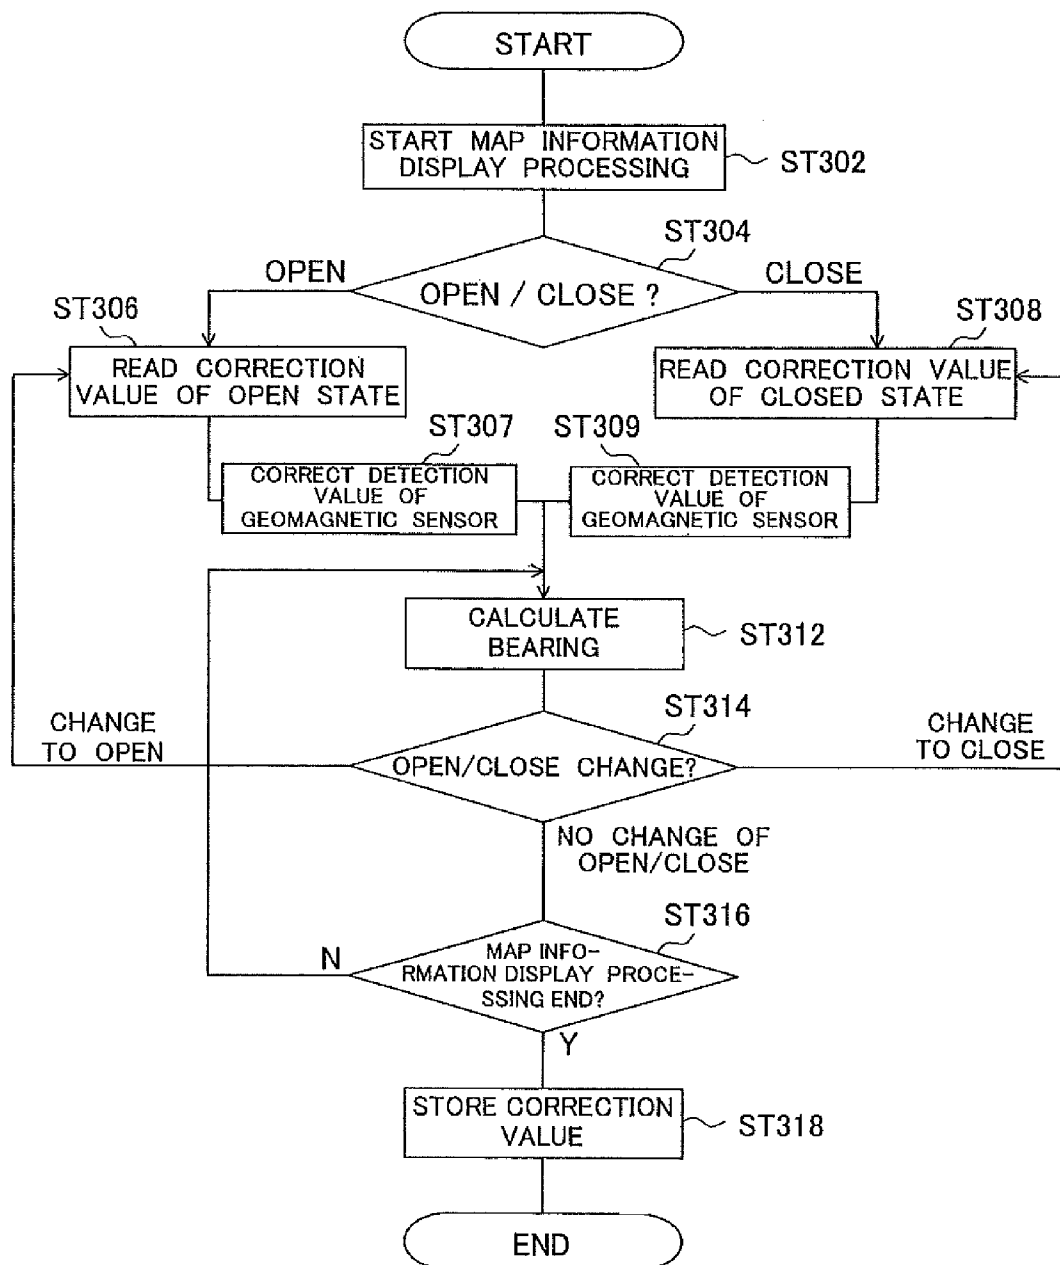 START
START MAP INFORMATION
DISPLAY PROCESSING
ST302
ST304
OPEN
OPEN / CLOSE ?
CLOSE
ST306
ST308
READ CORRECTION
VALUE OF OPEN STATE
READ CORRECTION VALUE
OF CLOSED STATE
ST307
ST309
CORRECT DETECTION
VALUE OF
GEOMAGNETIC SENSOR
CORRECT DETECTION
VALUE OF
GEOMAGNETIC SENSOR
CALCULATE
BEARING
ST312
ST314
CHANGE
TO OPEN
OPEN/CLOSE CHANGE?
CHANGE
TO CLOSE
NO CHANGE OF
OPEN/CLOSE
ST316
N
MAP INFO-
RMATION DISPLAY PROCE-
SSING END?
Y
STORE CORRECTION
VALUE
ST318
END